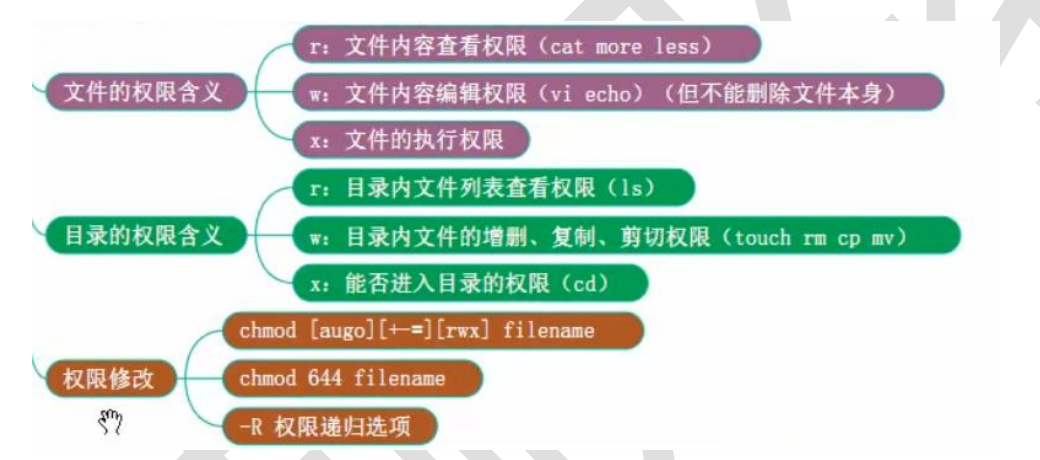 文件的权限含义
r: 文件内容查看权限（cat more less）
w: 文件内容编辑权限（vi echo）（但不能删除文件本身）
x: 文件的执行权限
目录的权限含义
r: 目录内文件列表查看权限（ls）
w: 目录内文件的增删、复制、剪切权限（touch rm cp mv）
x: 能否进入目录的权限（cd）
权限修改
chmod [augo][+-=][rwx] filename
chmod 644 filename
-R 权限递归选项